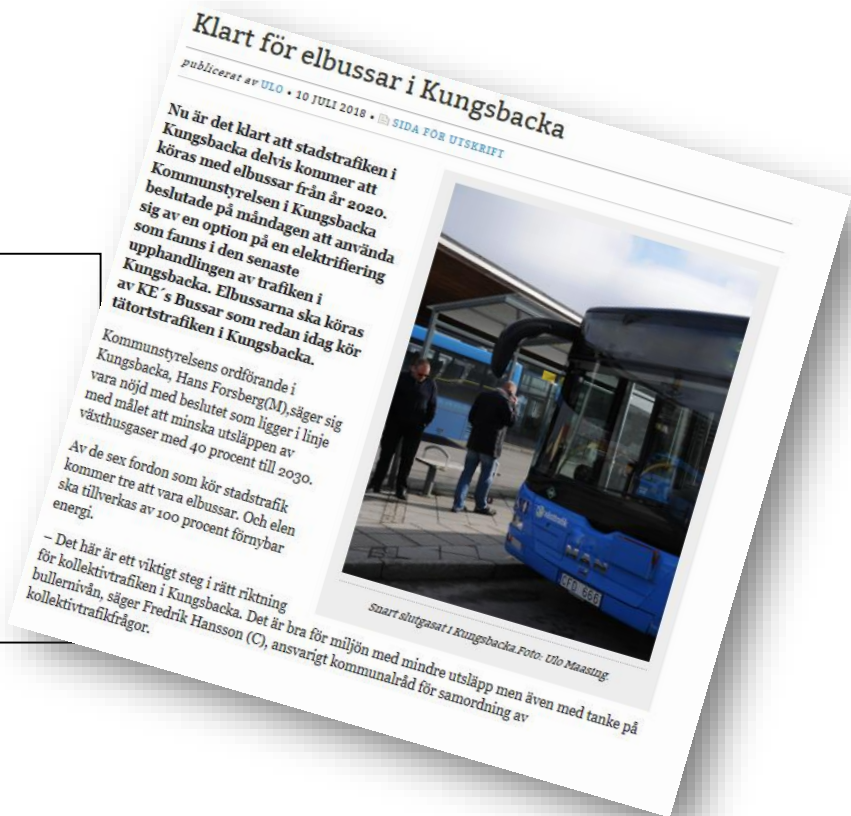 Klart för elbussar i Kungsbacka
publicerat av ULO • 10 JULI 2018 • SIDA FÖR UTSKRIFT
Nu är det klart att stadstrafiken i
Kungsbacka delvis kommer att
köras med elbussar från år 2020.
Kommunstyrelsen i Kungsbacka
beslutade på måndagen att använda
sig av en option på en elektrifiering
som fanns i den senaste
upphandlingen av trafiken i
Kungsbacka. Elbussarna ska köras
av KE´s Bussar som redan idag kör
tätortstrafiken i Kungsbacka.
Kommunstyrelsens ordförande i
Kungsbacka, Hans Forsberg(M),säger sig
vara nöjd med beslutet som ligger i linje
med målet att minska utsläppen av
växthusgaser med 40 procent till 2030.
Av de sex fordon som kör stadstrafik
kommer tre att vara elbussar. Och elen
ska tillverkas av 100 procent förnybar
energi.
– Det här är ett viktigt steg i rätt riktning
för kollektivtrafiken i Kungsbacka. Det är bra för miljön med mindre utsläpp men även med tanke på
bullernivån, säger Fredrik Hansson (C), ansvarigt kommunalråd för samordning av
kollektivtrafikfrågor.
MAN
CFO 666
Snart slutgasat i Kungsbacka.Foto: Ulo Maasing.